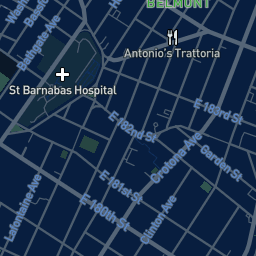 BELMONT
Bathgate Ave
Antonio's Trattoria
St Barnabas Hospital
E 183rd St
E 182nd St
Crotona Ave
Garden St
E 181st St
E 180th St
Lafontaine Ave
Clinton Ave